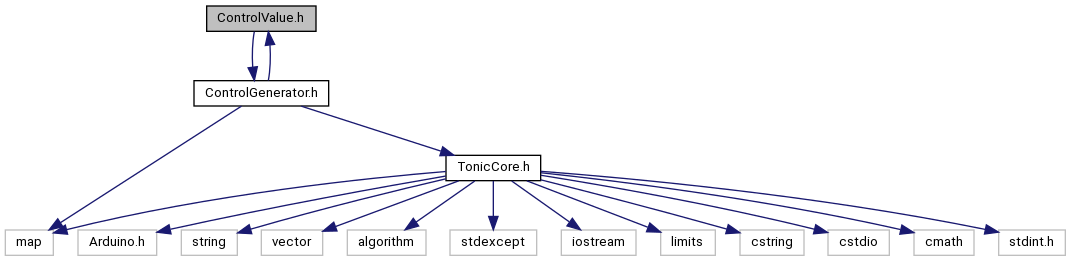 ControlValue.h
ControlGenerator.h
TonicCore.h
map
Arduino.h
string
vector
algorithm
stdexcept
iostream
limits
cstring
cstdio
cmath
stdint.h